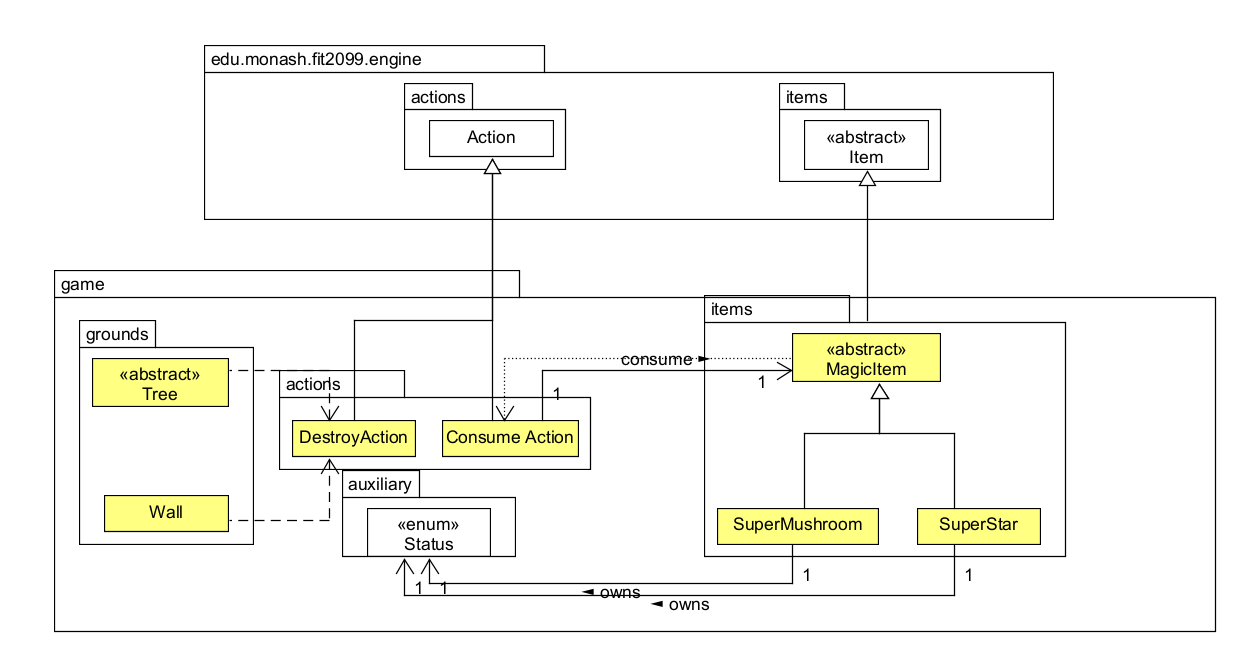 edu.monash.fit2099.engine
actions
items
Action
«abstract»
Item
game
items
grounds
«abstract»
MagicItem
consume
1
1
«abstract»
Tree
actions
DestroyAction
Consume Action
auxiliary
Wall
«enum»
Status
SuperMushroom
SuperStar
1
1
1
1
owns
owns